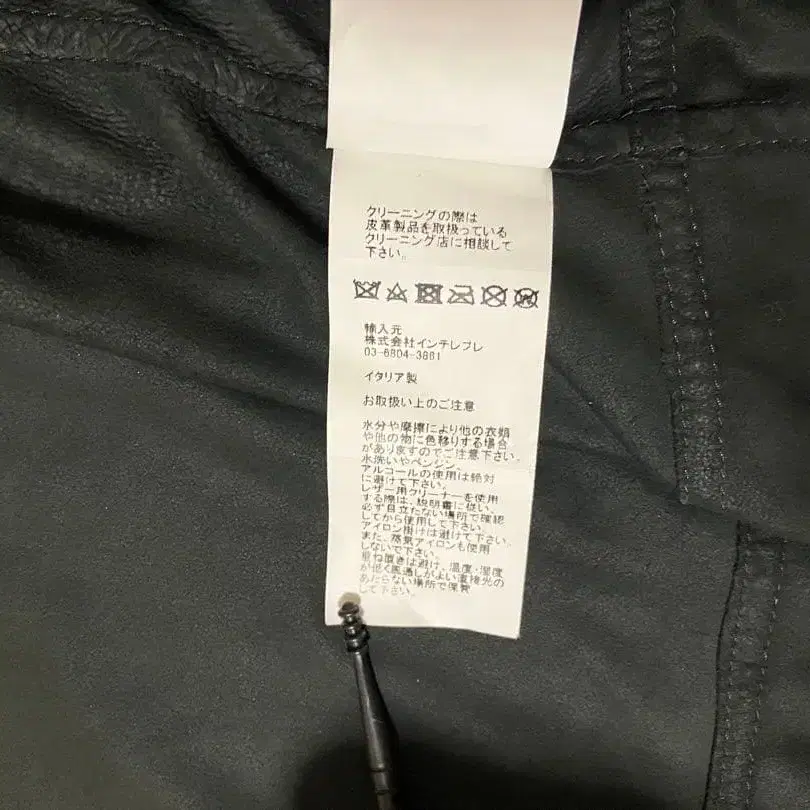 クリーニングの際は
皮革製品を取扱っている
クリーニング店に相談して
下さい。
輸入元
株式会社インテレプレ
03-6804-3861
イタリア製
お取扱い上のご注意
水分や摩擦により他の衣類
や他の物に色移りする場合
がありますのでご注意下さい。
水洗いやベンジン、
アルコールの使用は絶対
に避けて下さい。
レザー用クリーナーを使用
する際は、説明書に従い、
必ず目立たない場所で確認
してから使用して下さい。
アイロン掛けは避けて下さい。
また、蒸気アイロンも使用
しないで下さい。
重ね置きは避け、温度・湿度
が低く風通しがよい直接光の
あたらない場所で保管
して下さい。